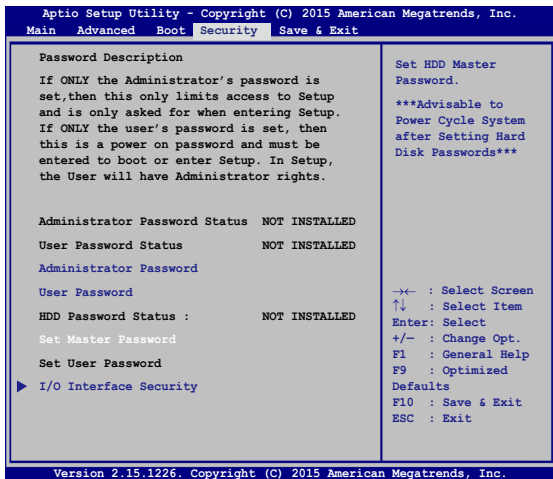 Aptio Setup Utility - Copyright (C) 2015 American Megatrends, Inc.
Main Advanced Boot Security Save & Exit
Password Description
If ONLY the Administrator's password is
set,then this only limits access to Setup
and is only asked for when entering Setup.
If ONLY the user's password is set, then
this is a power on password and must be
entered to boot or enter Setup. In Setup,
the User will have Administrator rights.
Administrator Password Status NOT INSTALLED
User Password Status NOT INSTALLED
Administrator Password
User Password
HDD Password Status : NOT INSTALLED
Set Master Password
Set User Password
I/O Interface Security
Set HDD Master
Password.
***Advisable to
Power Cycle System
after Setting Hard
Disk Passwords***
→← : Select Screen
↑↓ : Select Item
Enter: Select
+/— : Change Opt.
F1 : General Help
F9 : Optimized
Defaults
F10 : Save & Exit
ESC : Exit
Version 2.15.1226. Copyright (C) 2015 American Megatrends, Inc.